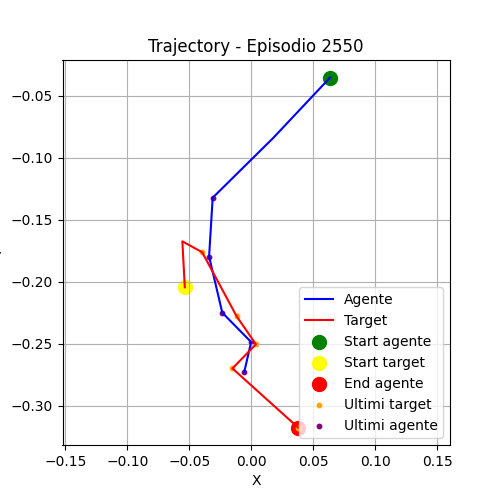 Trajectory - Episodio 2550
−0.05
−0.10
−0.15
−0.20
−0.25
−0.30
Agente
Target
Start agente
Start target
End agente
Ultimi target
Ultimi agente
−0.15
−0.10
−0.05
0.00
0.05
0.10
0.15
X